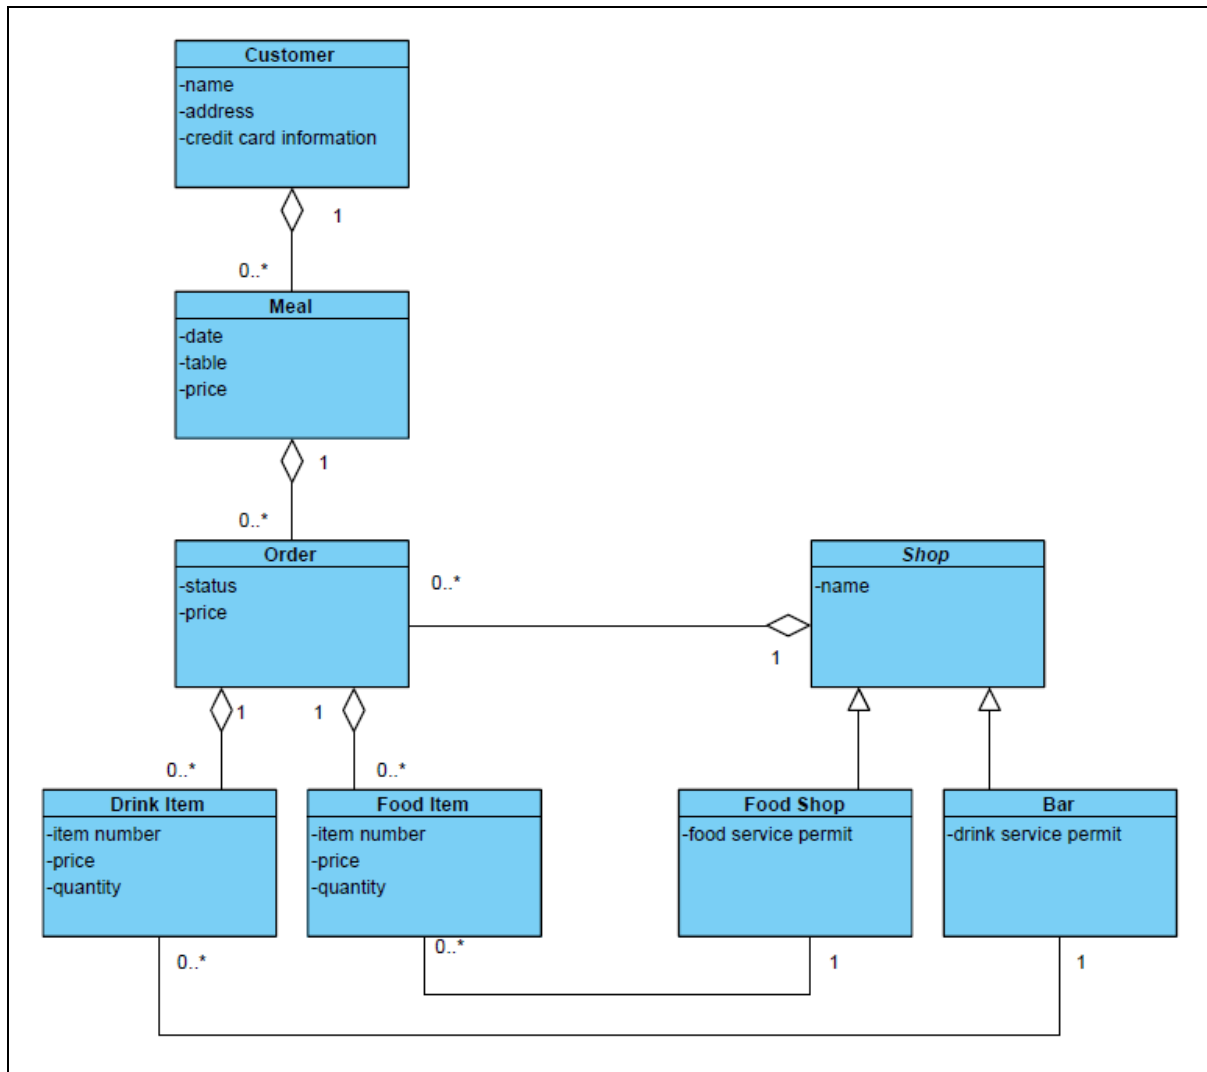 Customer
-name
-address
-credit card information
1
0..*
Meal
-date
-table
-price
1
0..*
Order
-status
-price
0..*
1
Shop
-name
1
1
0..*
0..*
Drink Item
-item number
-price
-quantity
Food Item
-item number
-price
-quantity
Food Shop
-food service permit
Bar
-drink service permit
0..*
0..*
1
1